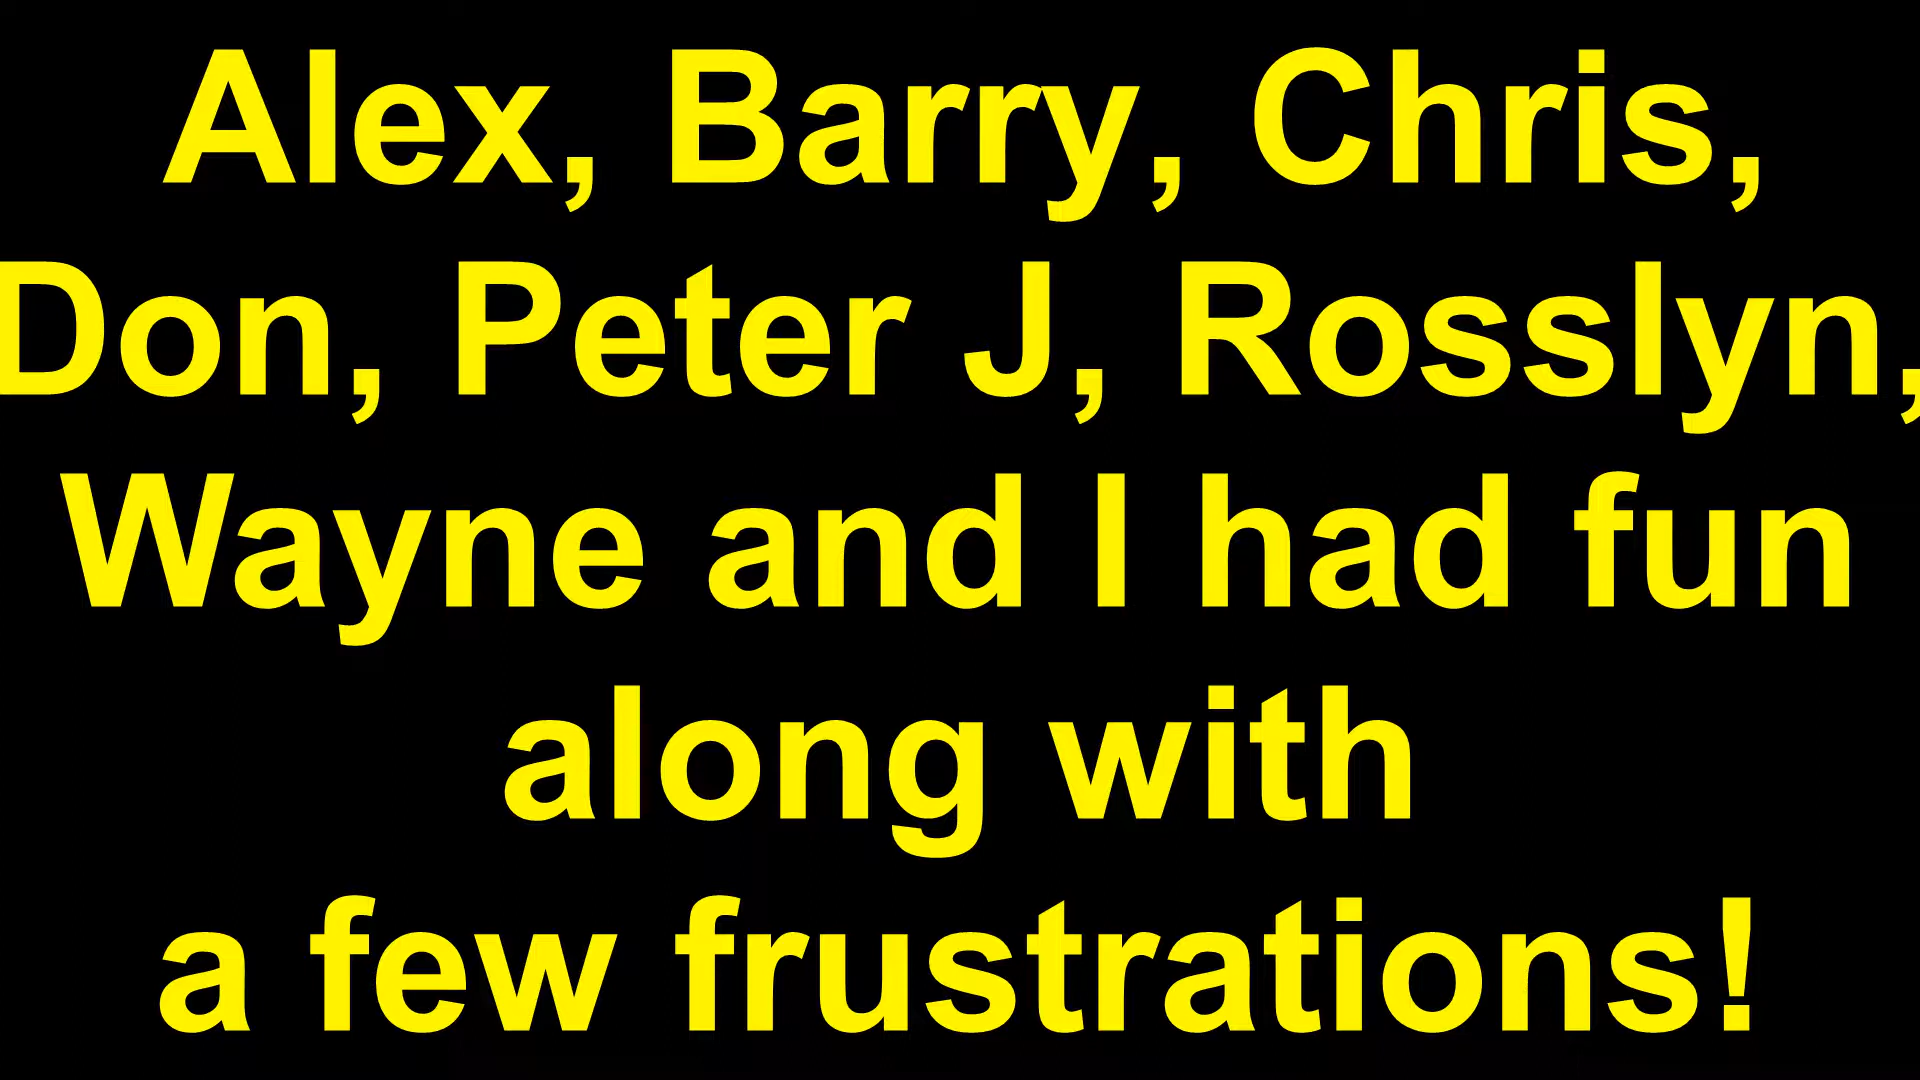 Alex, Barry, Chris,
Don, Peter J, Rosslyn,
Wayne and I had fun
along with
a few frustrations!